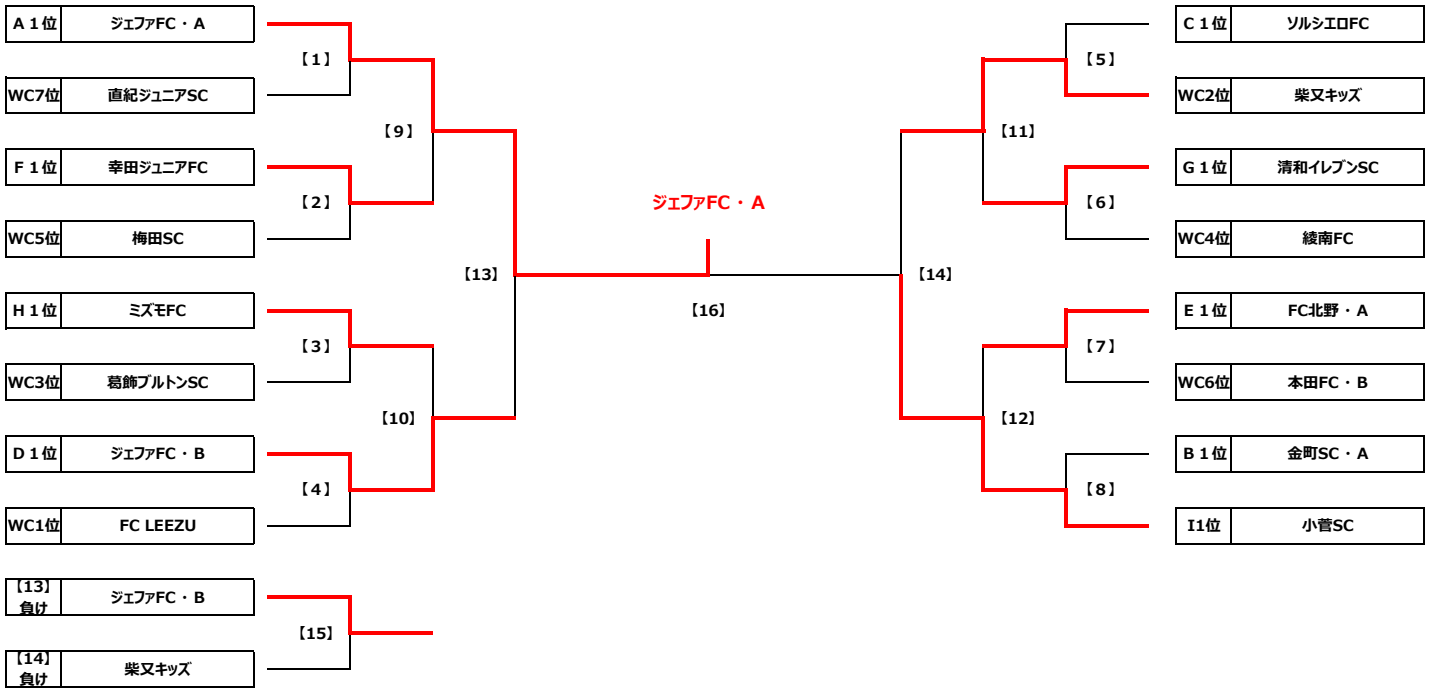 A 1位 ジェファFC・A
【1】
WC7位 直紀ジュニアSC
【9】
F 1位 幸田ジュニアFC
【2】
WC5位 梅田SC
【13】
H 1位 ミズモFC
【3】
WC3位 葛飾ブルトンSC
【10】
D 1位 ジェファFC・B
【4】
WC1位 FC LEEZU
【13】
負け
ジェファFC・B
【15】
【14】
負け
柴又キッズ
ジェファFC・A
【16】
C 1位 ソルシエロFC
【5】
WC2位 柴又キッズ
【11】
G 1位 清和イレブンSC
【6】
WC4位 綾南FC
【14】
E 1位 FC北野・A
【7】
WC6位 本田FC・B
【12】
B 1位 金町SC・A
【8】
I1位 小菅SC